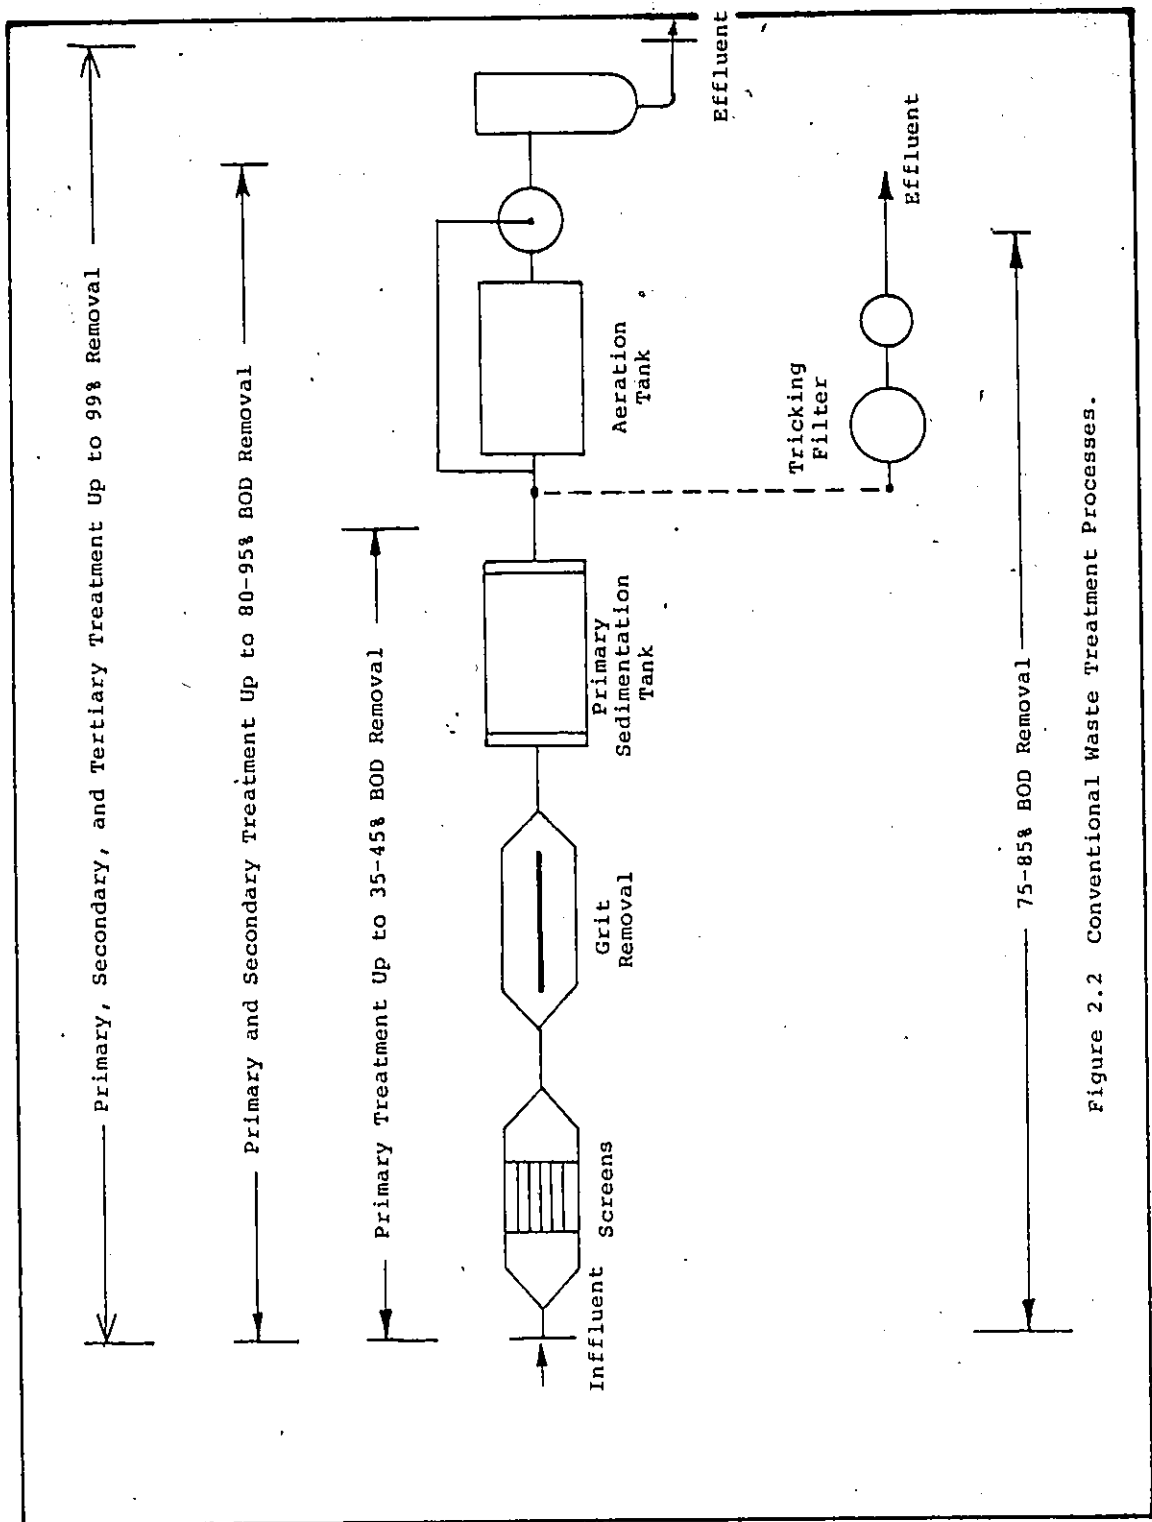 Primary, Secondary, and Tertiary Treatment Up to 99% Removal
Primary and Secondary Treatment Up to 80-95% BOD Removal
Primary Treatment Up to 35-45% BOD Removal
Inffluent
Screens
Grit
Removal
Primary
Sedimentation
Tank
Aeration
Tank
Effluent
Tricking
Filter
Effluent
75-85% BOD Removal
Figure 2.2 Conventional Waste Treatment Processes.